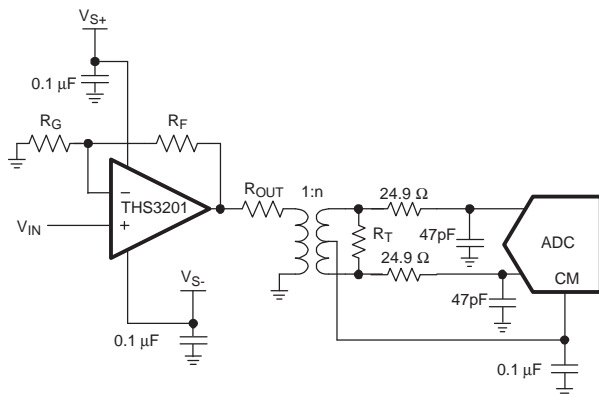 VS+
0.1 µF
RG
RF
THS3201
−
+
VIN
VS-
0.1 µF
ROUT
1:n
RT
24.9 Ω
24.9 Ω
47pF
47pF
ADC
CM
0.1 µF